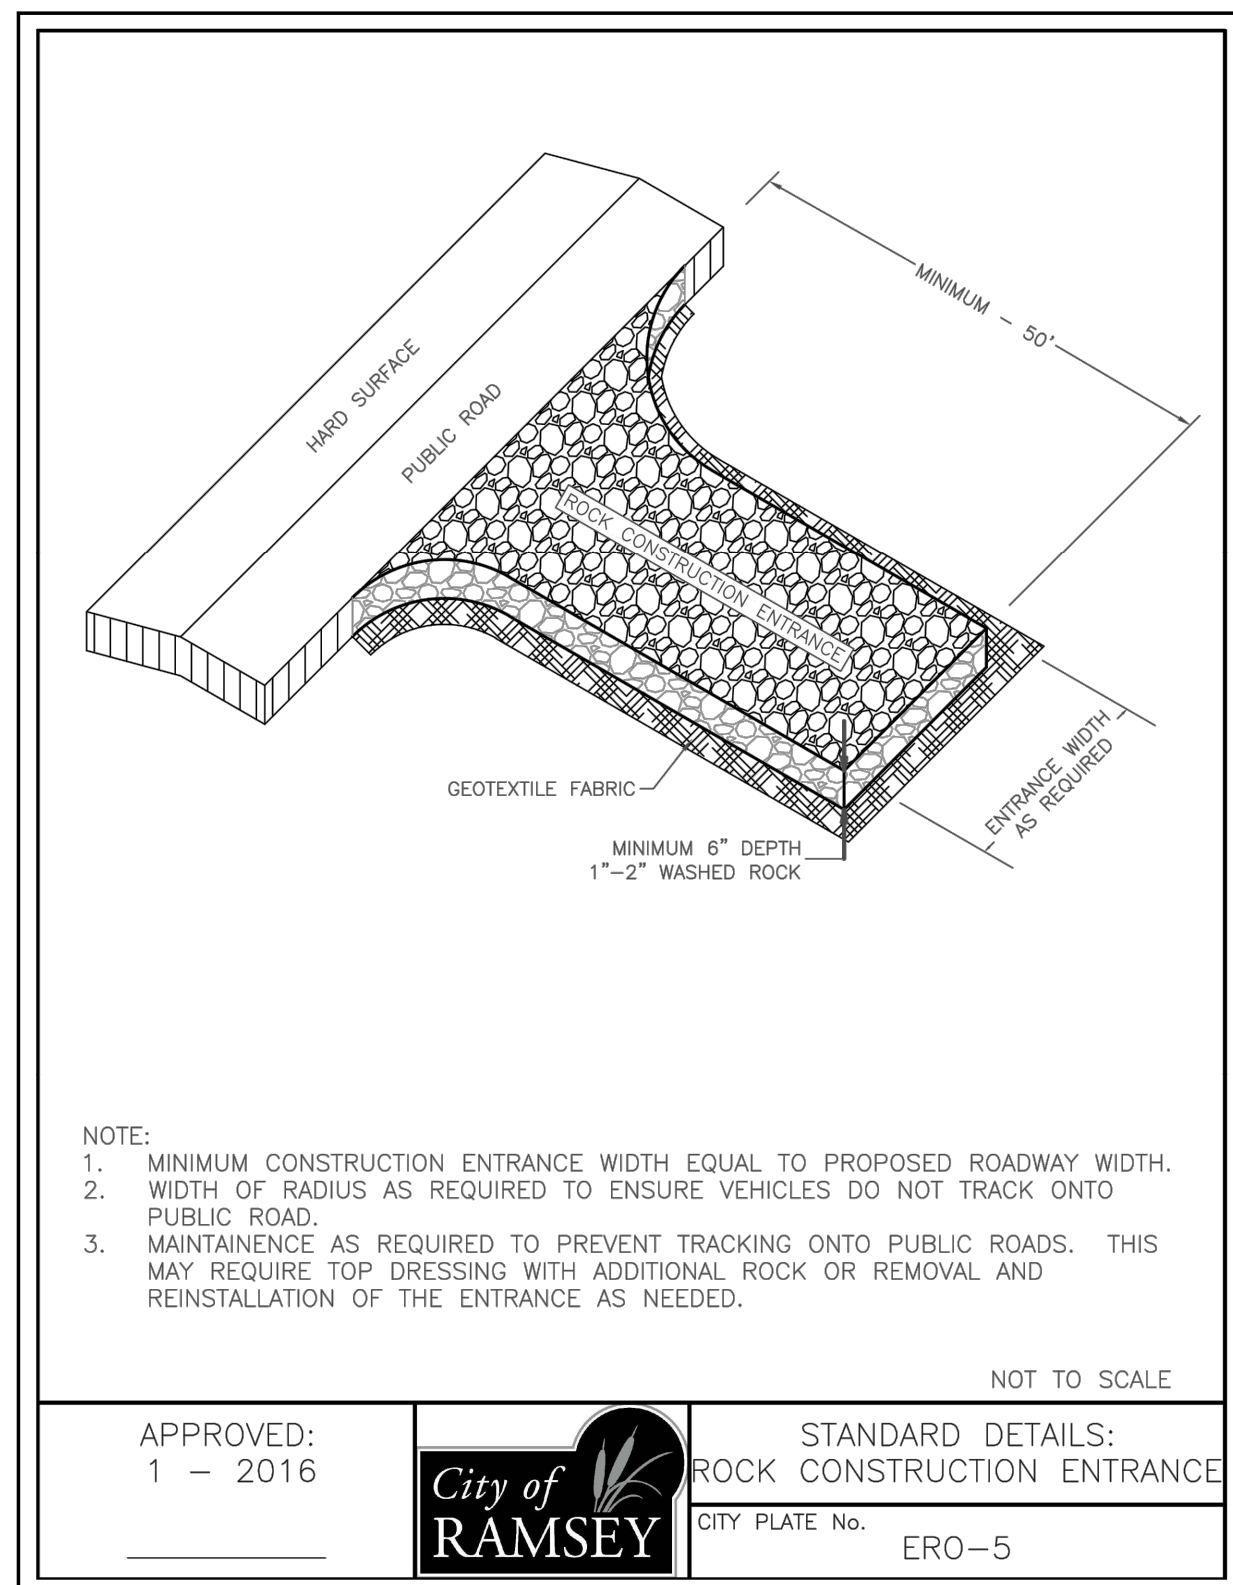 MINIMUM - 50'
HARD SURFACE
PUBLIC ROAD
ROCK CONSTRUCTION ENTRANCE
ENTRANCE WIDTH
AS REQUIRED
GEOTEXTILE FABRIC
MINIMUM 6" DEPTH
1"-2" WASHED ROCK
NOTE:
1. MINIMUM CONSTRUCTION ENTRANCE WIDTH EQUAL TO PROPOSED ROADWAY WIDTH.
2. WIDTH OF RADIUS AS REQUIRED TO ENSURE VEHICLES DO NOT TRACK ONTO
PUBLIC ROAD.
3. MAINTAINENCE AS REQUIRED TO PREVENT TRACKING ONTO PUBLIC ROADS. THIS
MAY REQUIRE TOP DRESSING WITH ADDITIONAL ROCK OR REMOVAL AND
REINSTALLATION OF THE ENTRANCE AS NEEDED.
NOT TO SCALE
APPROVED:
1 - 2016
City of
RAMSEY
STANDARD DETAILS:
ROCK CONSTRUCTION ENTRANCE
CITY PLATE No.
ERO-5